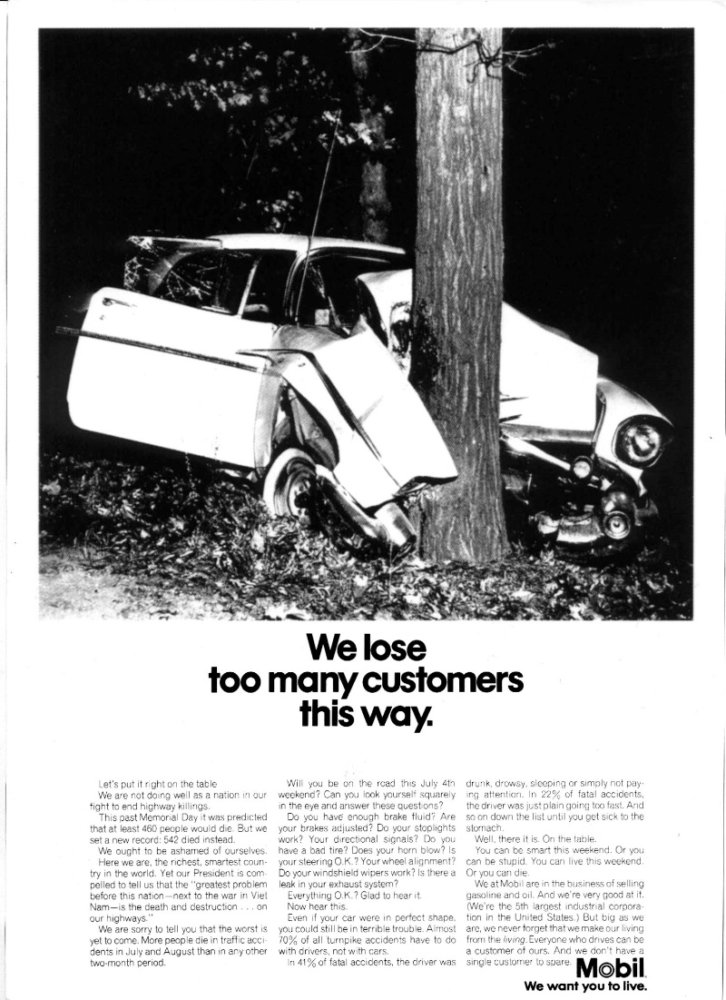 We lose
too many customers
this way.
Let's put it right on the table
We are not doing well as a nation in our
fight to end highway killings.
This past Memorial Day it was predicted
that at least 460 people would die. But we
set a new record: 542 died instead.
We ought to be ashamed of ourselves.
Here we are, the richest, smartest coun-
try in the world. Yet our President is com-
pelled to tell us that the "greatest problem
before this nation—next to the war in Viet
Nam—is the death and destruction . . . on
our highways."
We are sorry to tell you that the worst is
yet to come. More people die in traffic acci-
dents in July and August than in any other
two-month period.
Will you be on the road this July 4th
weekend? Can you look yourself squarely
in the eye and answer these questions?
Do you have enough brake fluid? Are
your brakes adjusted? Do your stoplights
work? Your directional signals? Do you
have a bad tire? Does your horn blow? Is
your steering O.K.? Your wheel alignment?
Do your windshield wipers work? Is there a
leak in your exhaust system?
Everything O.K.? Glad to hear it.
Now hear this.
Even if your car were in perfect shape,
you could still be in terrible trouble. Almost
70% of all turnpike accidents have to do
with drivers, not with cars.
In 41% of fatal accidents, the driver was
drunk, drowsy, sleeping or simply not pay-
ing attention. In 22% of fatal accidents,
the driver was just plain going too fast. And
so on down the list until you get sick to the
stomach.
Well, there it is. On the table.
You can be smart this weekend. Or you
can be stupid. You can live this weekend.
Or you can die.
We at Mobil are in the business of selling
gasoline and oil. And we're very good at it.
(We're the 5th largest industrial corpora-
tion in the United States.) But big as we
are, we never forget that we make our living
from the living. Everyone who drives can be
a customer of ours. And we don't have a
single customer to spare.
Mobil
We want you to live.